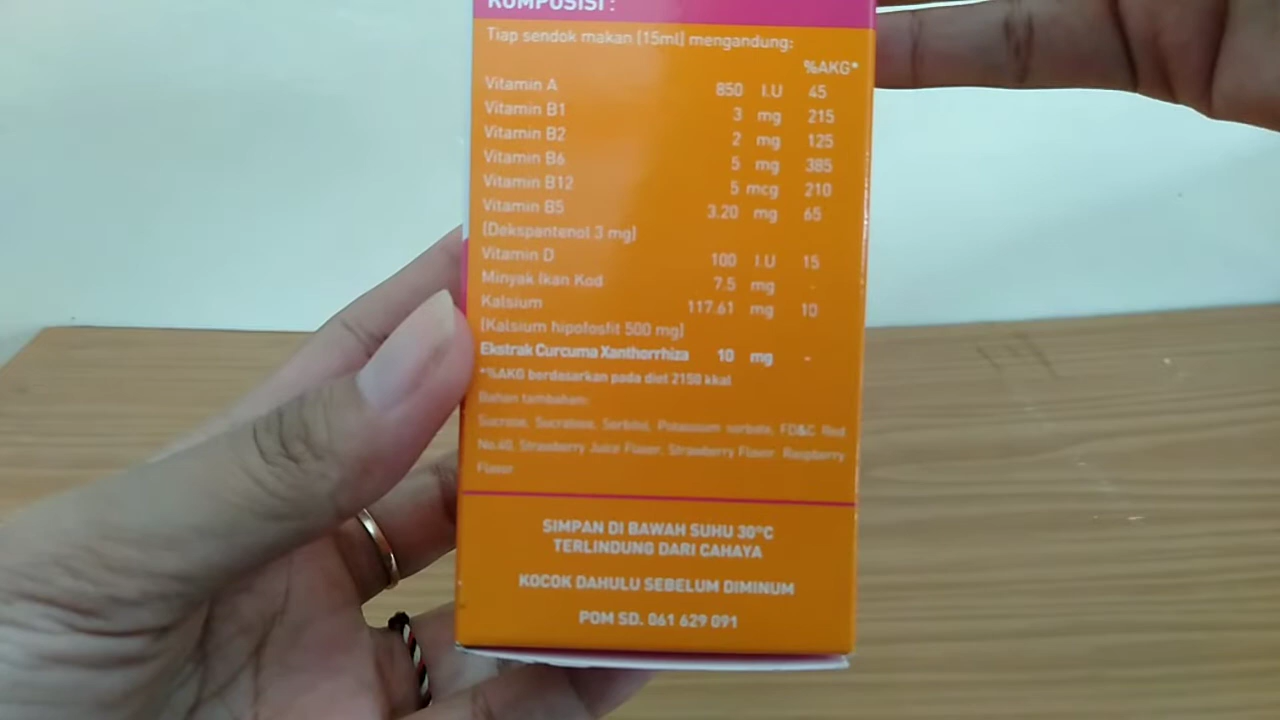 KOMPOSISI :
Tiap sendok makan (15ml) mengandung:
%AKG*
Vitamin A 850 I.U 45
Vitamin B1 3 mg 215
Vitamin B2 2 mg 125
Vitamin B6 5 mg 385
Vitamin B12 5 mcg 210
Vitamin B5 3.20 mg 65
(Dekspantenol 3 mg)
Vitamin D 100 I.U 15
Minyak Ikan Kod 7.5 mg -
Kalsium 117.61 mg 10
(Kalsium hipofosfit 500 mg)
Ekstrak Curcuma Xanthorrhiza 10 mg -
*%AKG berdasarkan pada diet 2150 kkal
Bahan tambahan:
Sucrose, Sucralose, Sorbitol, Potassium sorbate, FD&C Red
No.40, Strawberry Juice Flavor, Strawberry Flavor, Raspberry
Flavor
SIMPAN DI BAWAH SUHU 30°C
TERLINDUNG DARI CAHAYA
KOCOK DAHULU SEBELUM DIMINUM
POM SD. 061 629 091